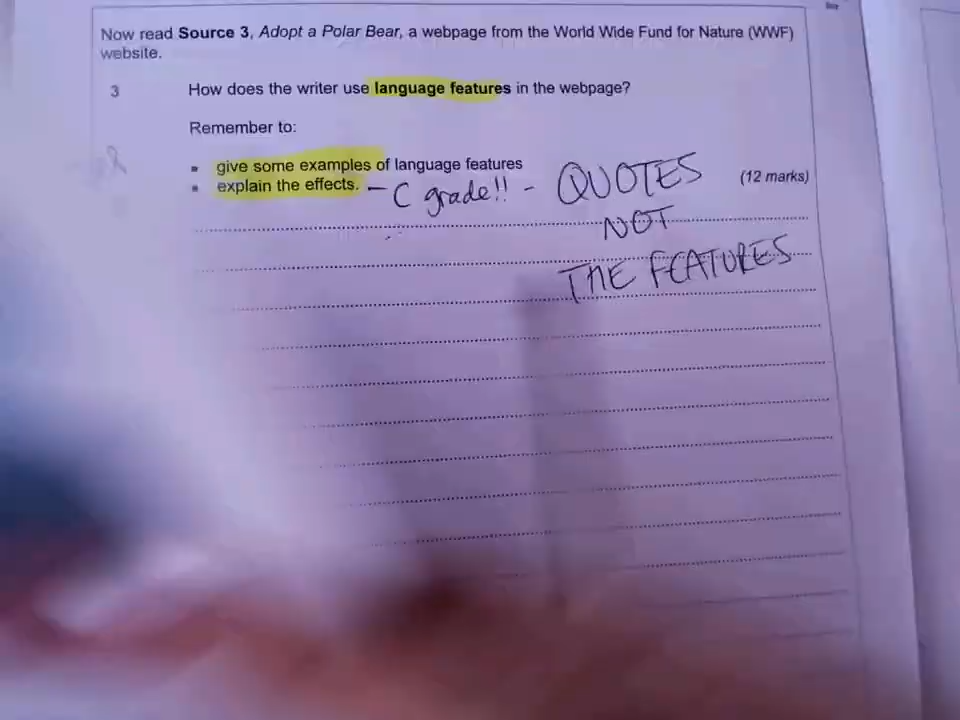 Now read Source 3, Adopt a Polar Bear, a webpage from the World Wide Fund for Nature (WWF)
website.
3 How does the writer use language features in the webpage?
Remember to:
▪ give some examples of language features
▪ explain the effects. – C grade!! – QUOTES (12 marks)
NOT
THE FEATURES